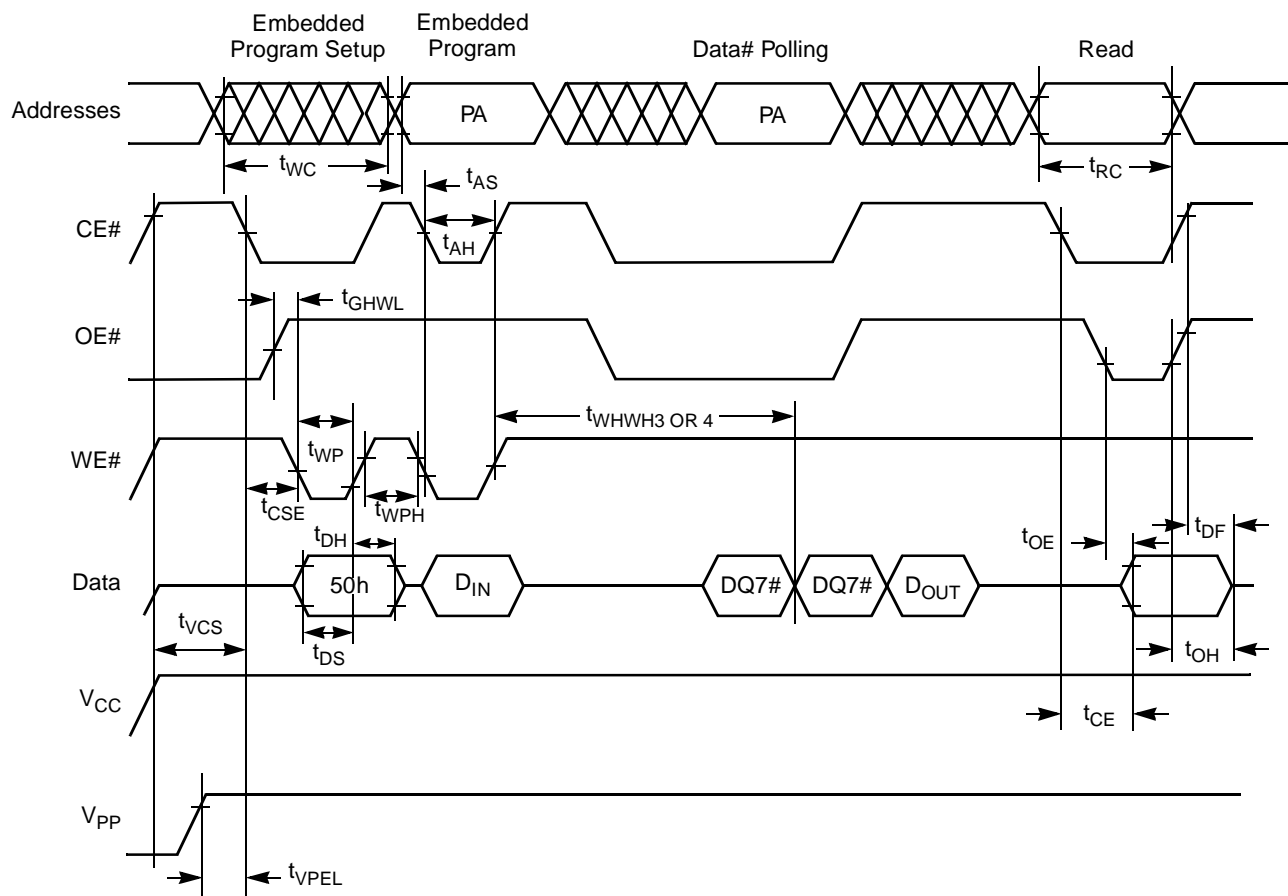 Embedded Program Setup
Embedded Program
Data# Polling
Read
Addresses
PA
PA
tWC
tAS
tRC
CE#
tAH
tGHWL
OE#
tWHWH3 OR 4
WE#
tWP
tCSE
tWPH
tDH
tOE
tDF
Data
50h
DIN
DQ7#
DQ7#
DOUT
tVCS
tDS
tOH
VCC
tCE
VPP
tVPEL